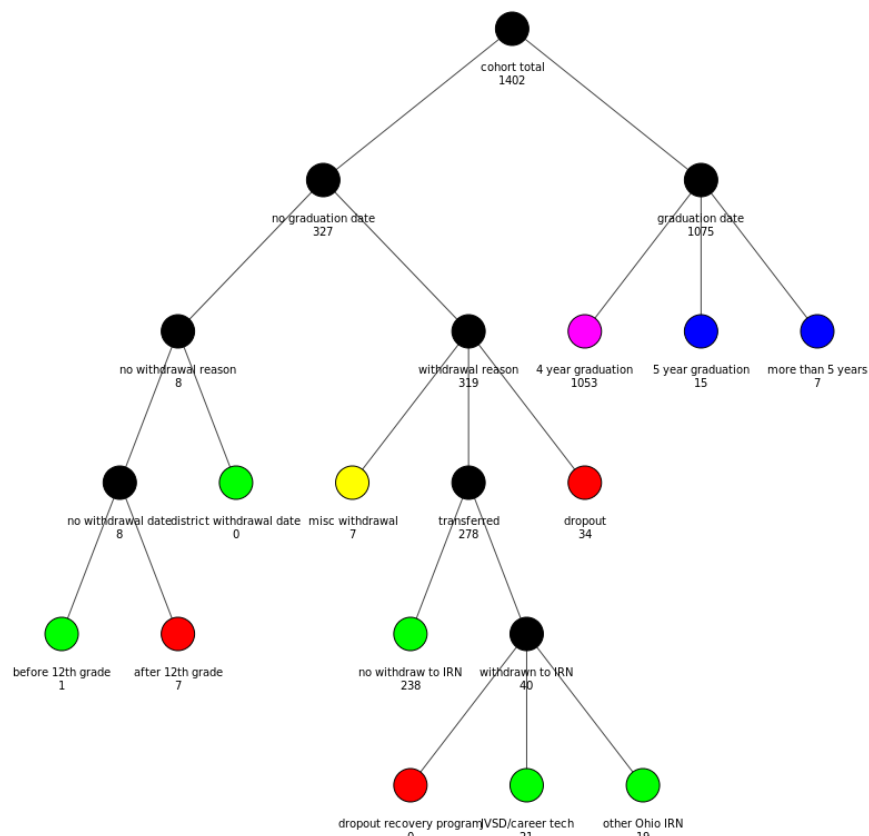 cohort total
1402
no graduation date
327
graduation date
1075
no withdrawal reason
8
withdrawal reason
319
4 year graduation
1053
5 year graduation
15
more than 5 years
7
no withdrawal date
8
district withdrawal date
0
misc withdrawal
7
transferred
278
dropout
34
before 12th grade
1
after 12th grade
7
no withdraw to IRN
238
withdrawn to IRN
40
dropout recovery program
0
JVSD/career tech
21
other Ohio IRN
19